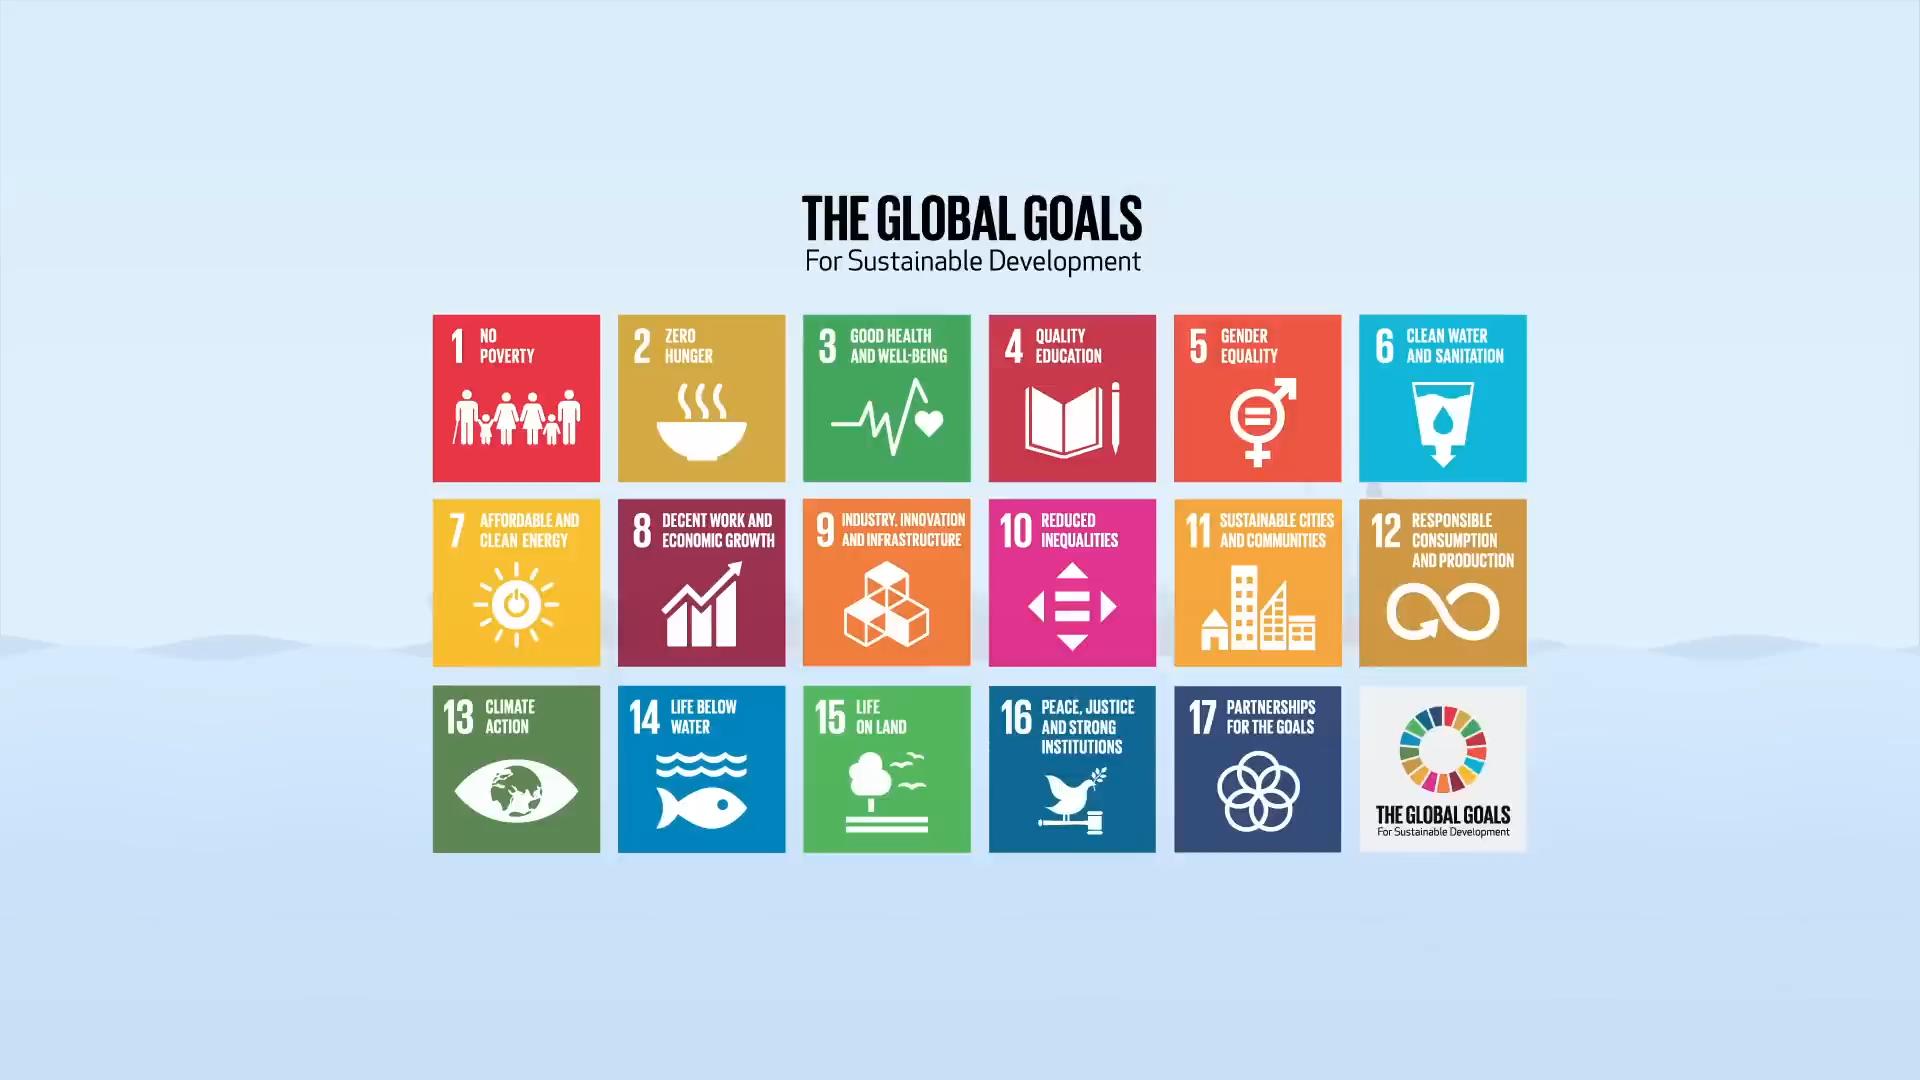 THE GLOBAL GOALS
For Sustainable Development
1 NO
POVERTY
2 ZERO
HUNGER
3 GOOD HEALTH
AND WELL-BEING
4 QUALITY
EDUCATION
5 GENDER
EQUALITY
6 CLEAN WATER
AND SANITATION
7 AFFORDABLE AND
CLEAN ENERGY
8 DECENT WORK AND
ECONOMIC GROWTH
9 INDUSTRY, INNOVATION
AND INFRASTRUCTURE
10 REDUCED
INEQUALITIES
11 SUSTAINABLE CITIES
AND COMMUNITIES
12 RESPONSIBLE
CONSUMPTION
AND PRODUCTION
13 CLIMATE
ACTION
14 LIFE BELOW
WATER
15 LIFE
ON LAND
16 PEACE, JUSTICE
AND STRONG
INSTITUTIONS
17 PARTNERSHIPS
FOR THE GOALS
THE GLOBAL GOALS
For Sustainable Development